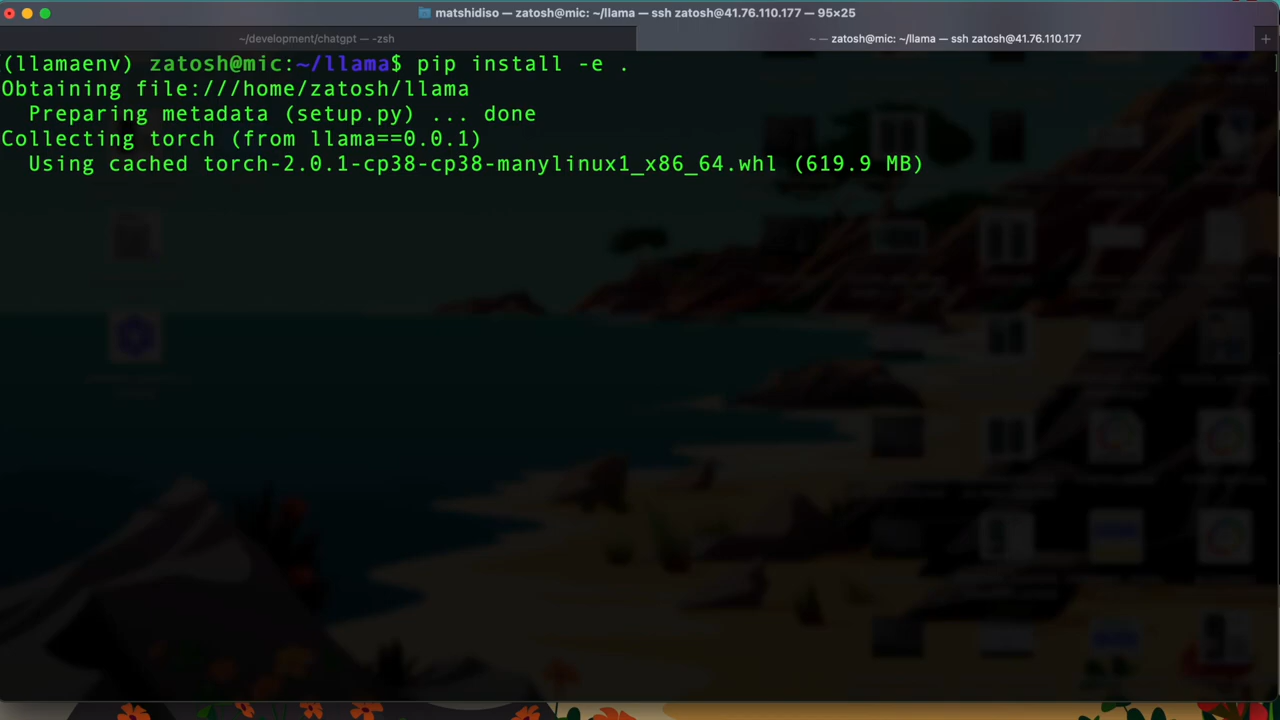 matshidiso — zatosh@mic: ~/llama — ssh zatosh@41.76.110.177 — 95×25
~/development/chatgpt — -zsh
~ — zatosh@mic: ~/llama — ssh zatosh@41.76.110.177
(llamaenv) zatosh@mic:~/llama$ pip install -e .
Obtaining file:///home/zatosh/llama
Preparing metadata (setup.py) ... done
Collecting torch (from llama==0.0.1)
Using cached torch-2.0.1-cp38-cp38-manylinux1_x86_64.whl (619.9 MB)